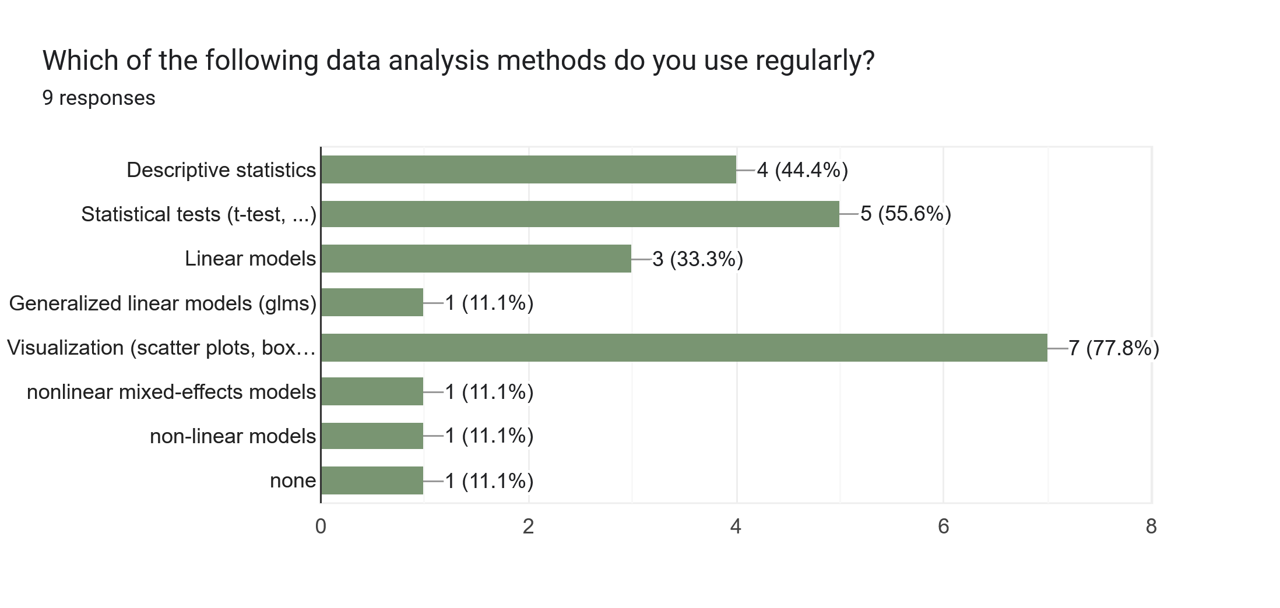 Which of the following data analysis methods do you use regularly?
9 responses
Descriptive statistics 4 (44.4%)
Statistical tests (t-test, ...) 5 (55.6%)
Linear models 3 (33.3%)
Generalized linear models (glms) 1 (11.1%)
Visualization (scatter plots, box… 7 (77.8%)
nonlinear mixed-effects models 1 (11.1%)
non-linear models 1 (11.1%)
none 1 (11.1%)
0 2 4 6 8